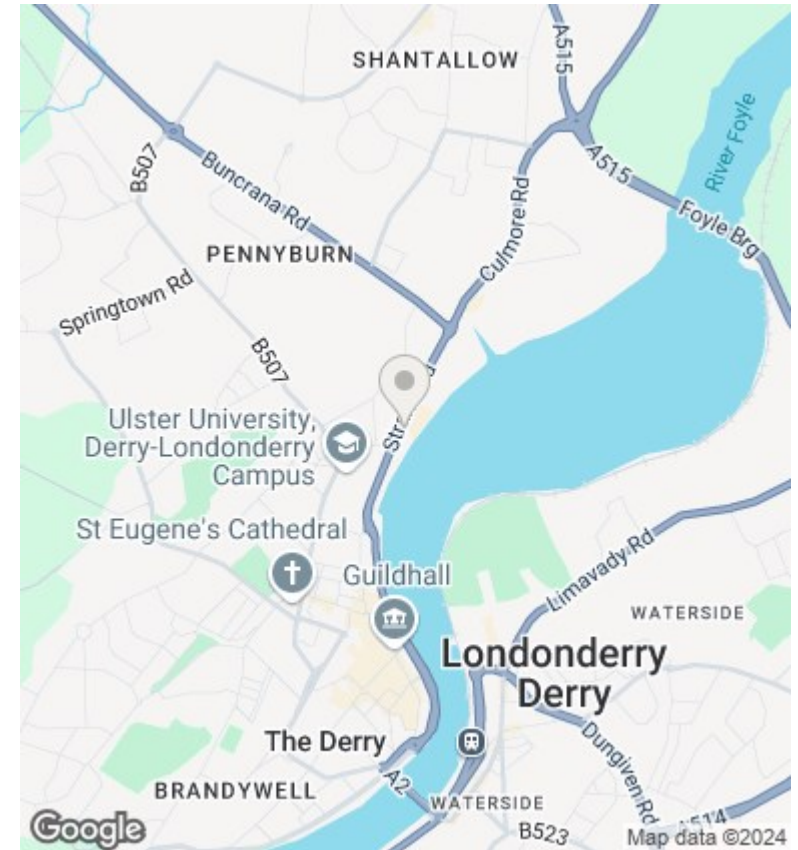 SHANTALLOW
A515
A515
River Foyle
Foyle Brg
B507
Buncrana Rd
Culmore Rd
PENNYBURN
Springtown Rd
B507
Ulster University,
Derry-Londonderry
Campus
St Eugene's Cathedral
Guildhall
Limavady Rd
WATERSIDE
Londonderry
Derry
The Derry
Dungiven Rd
BRANDYWELL
A2
WATERSIDE
B523
A514
Google
Map data ©2024